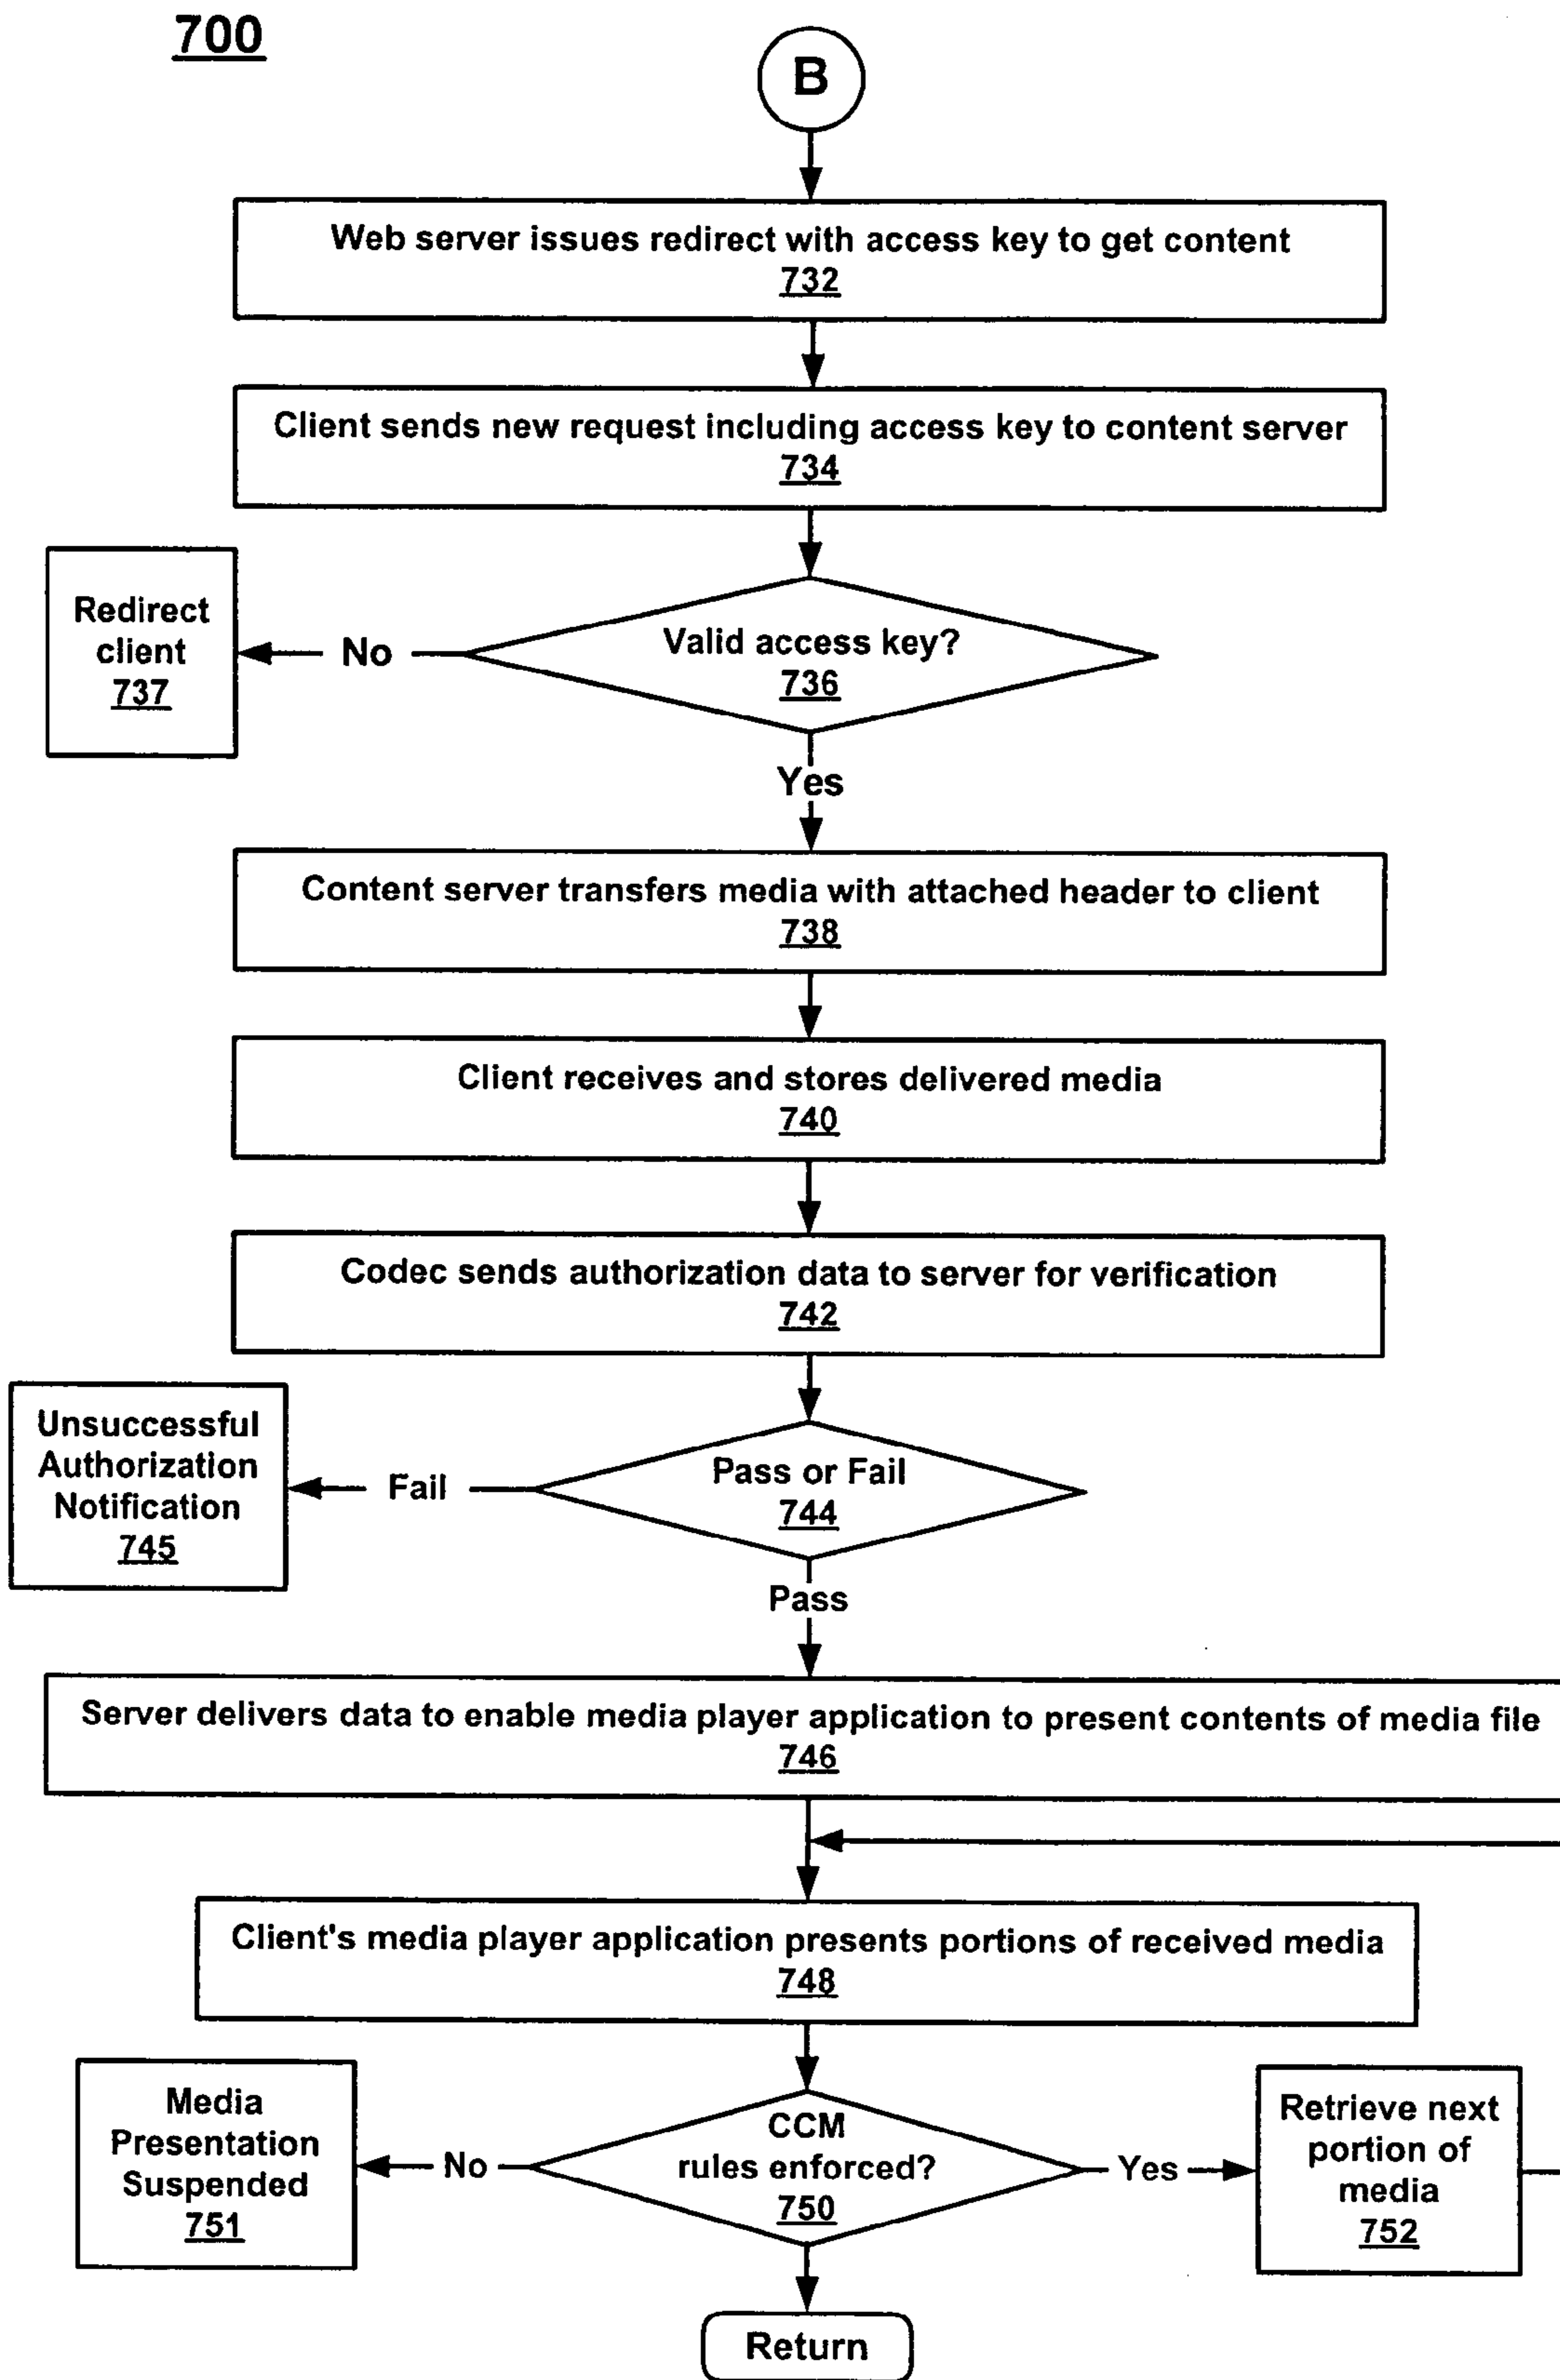 700
B
Web server issues redirect with access key to get content
732
Client sends new request including access key to content server
734
Redirect
client
737
No
Valid access key?
736
Yes
Content server transfers media with attached header to client
738
Client receives and stores delivered media
740
Codec sends authorization data to server for verification
742
Unsuccessful
Authorization
Notification
745
Fail
Pass or Fail
744
Pass
Server delivers data to enable media player application to present contents of media file
746
Client's media player application presents portions of received media
748
Media
Presentation
Suspended
751
No
CCM
rules enforced?
750
Yes
Retrieve next
portion of
media
752
Return